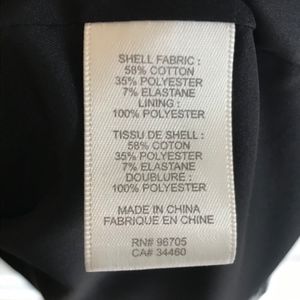 SHELL FABRIC :
58% COTTON
35% POLYESTER
7% ELASTANE
LINING :
100% POLYESTER
TISSU DE SHELL :
58% COTTON
35% POLYESTER
7% ELASTANE
DOUBLURE :
100% POLYESTER
MADE IN CHINA
FABRIQUE EN CHINE
RN# 96705
CA# 34460